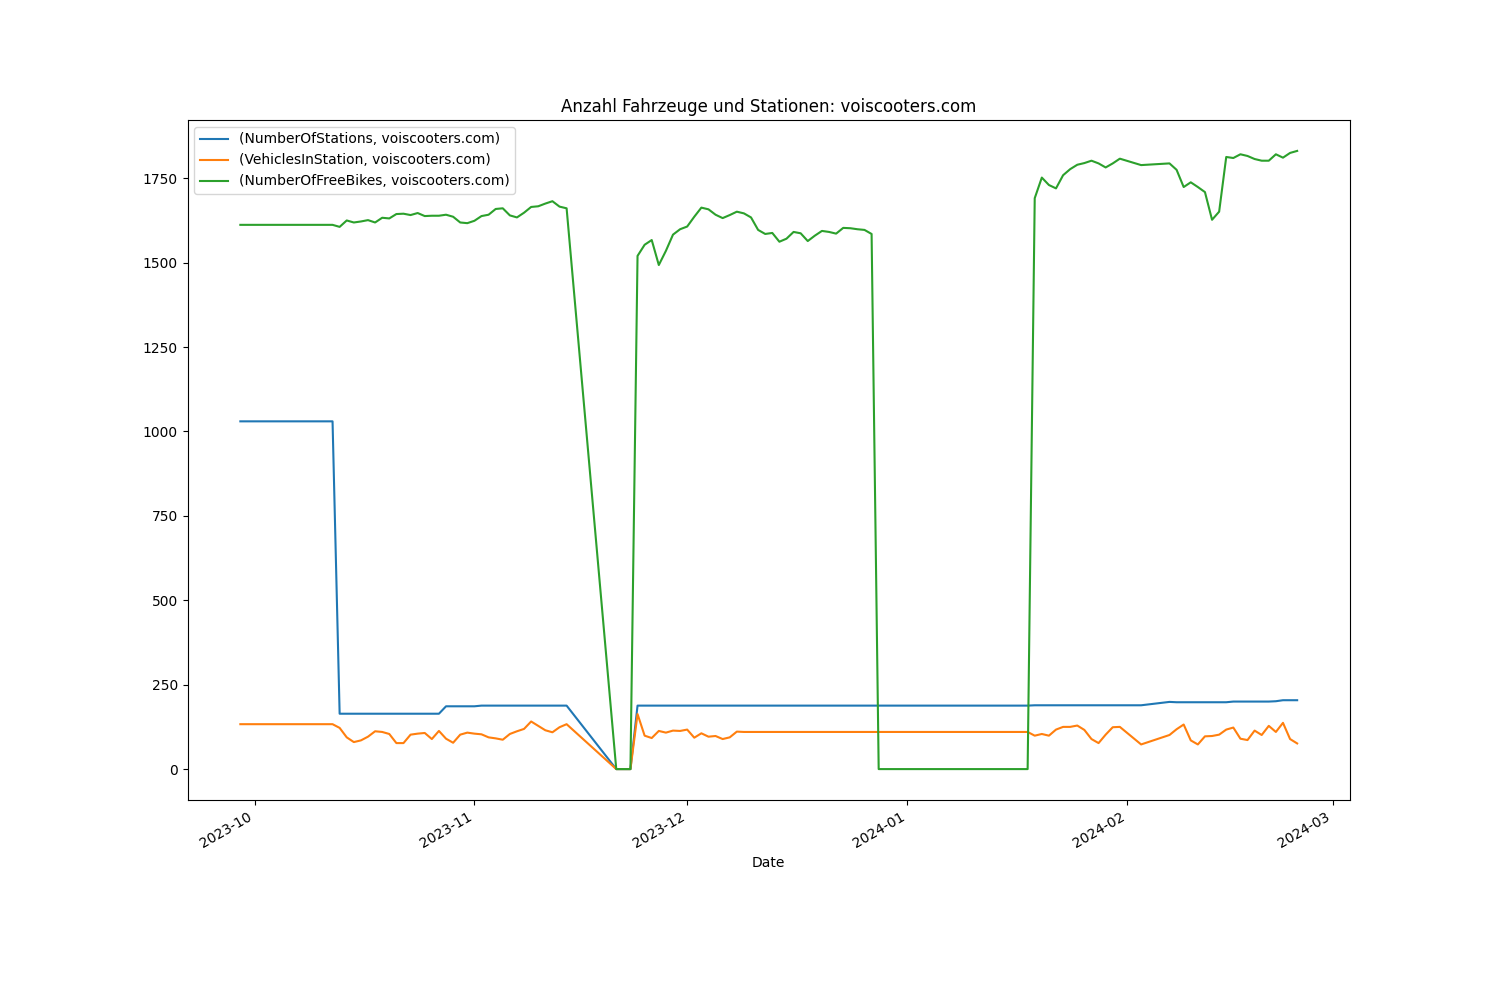 Anzahl Fahrzeuge und Stationen: voiscooters.com
(NumberOfStations, voiscooters.com)
(VehiclesInStation, voiscooters.com)
(NumberOfFreeBikes, voiscooters.com)
1750
1500
1250
1000
750
500
250
0
2023-10
2023-11
2023-12
2024-01
2024-02
2024-03
Date